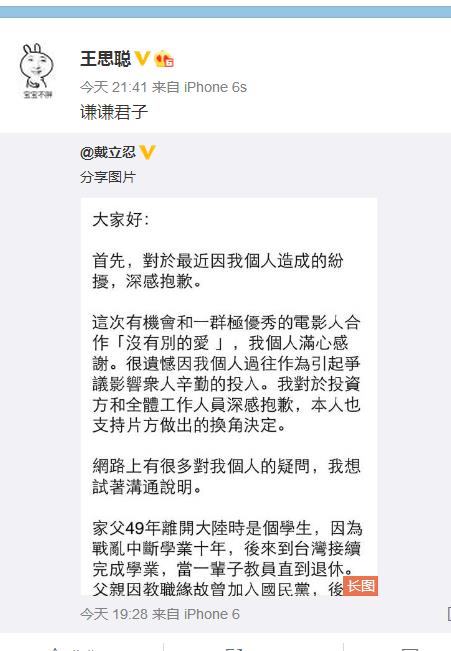 宝宝不胖
王思聪
今天 21:41 来自 iPhone 6s
谦谦君子
@戴立忍
分享图片
大家好：
首先，對於最近因我個人造成的紛
擾，深感抱歉。
這次有機會和一群極優秀的電影人合
作「沒有別的愛 」，我個人滿心感
謝。很遺憾因我個人過往作為引起爭
議影響衆人辛勤的投入。我對於投資
方和全體工作人員深感抱歉，本人也
支持片方做出的換角決定。
網路上有很多對我個人的疑問，我想
試著溝通說明。
家父49年離開大陸時是個學生，因為
戰亂中斷學業十年，後來到台灣接續
完成學業，當一輩子教員直到退休。
父親因教職緣故曾加入國民黨，後
长图
今天 19:28 来自 iPhone 6